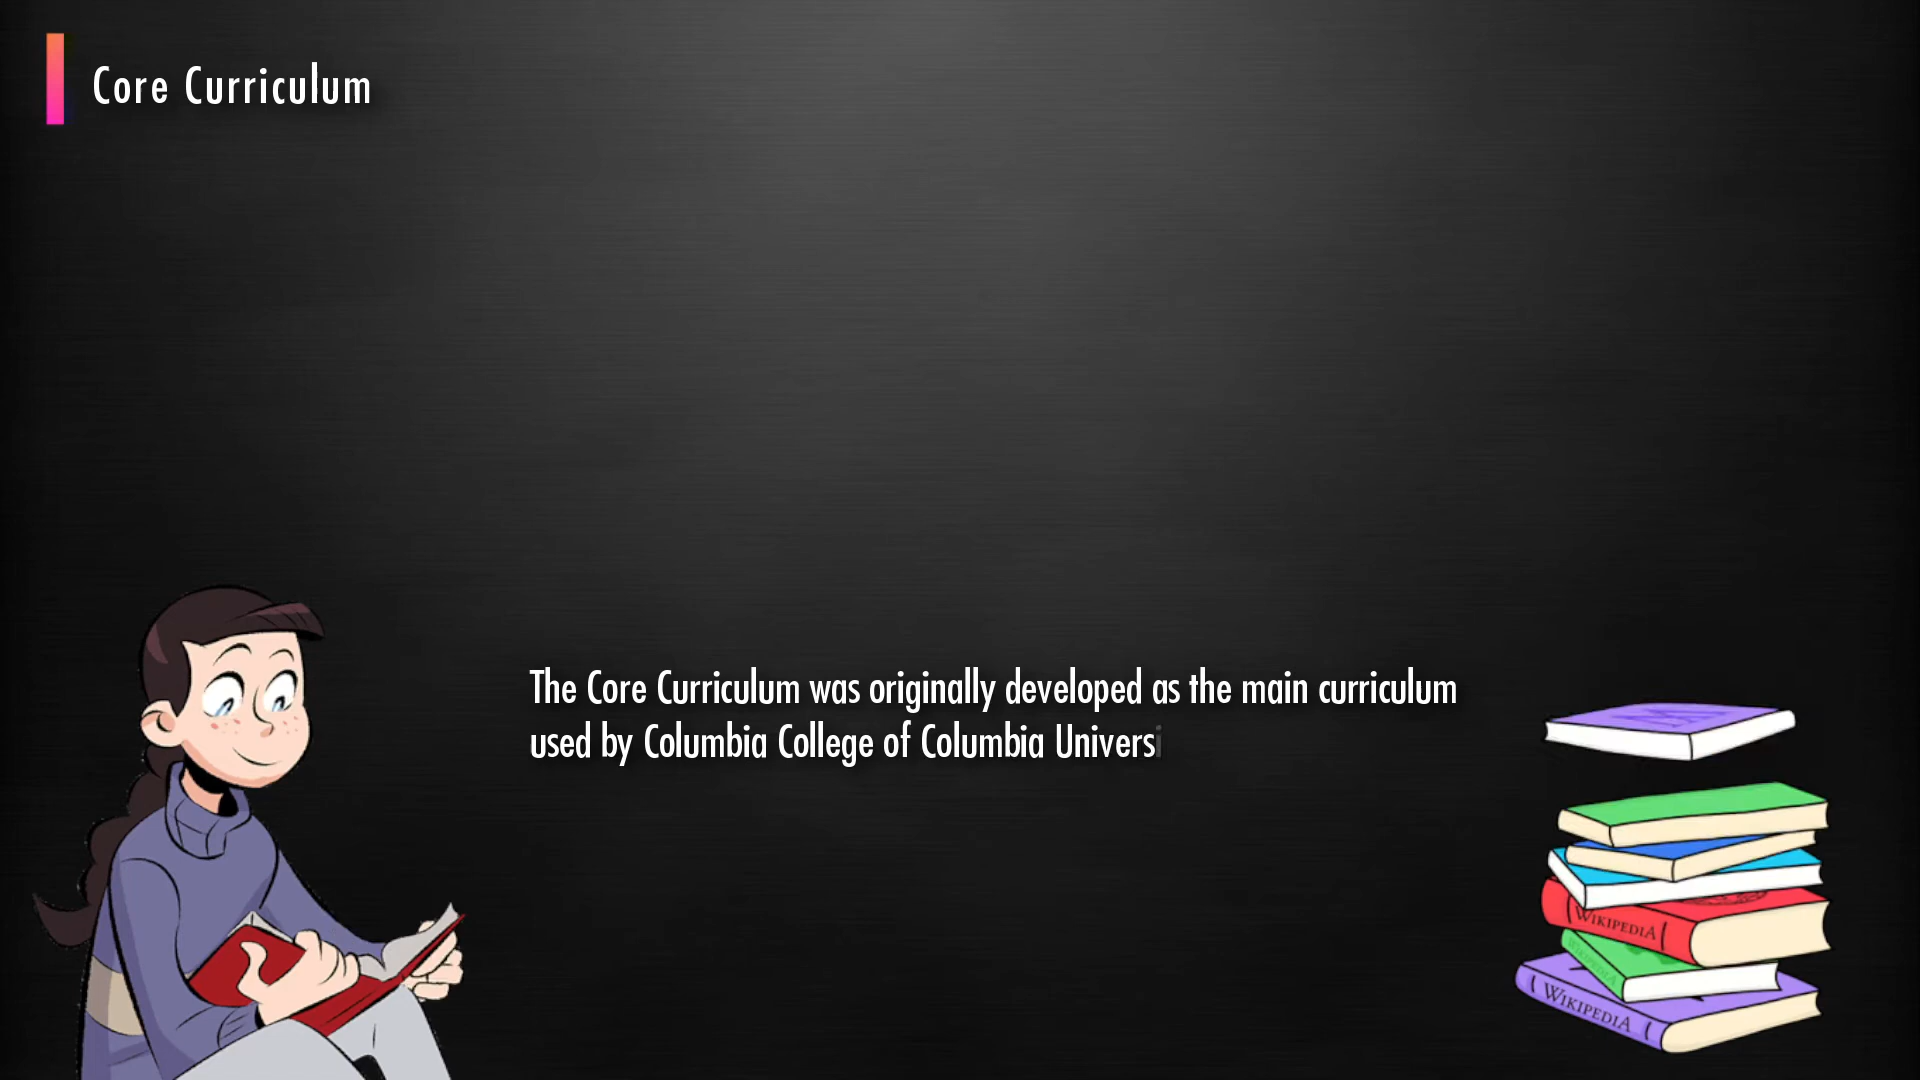 Core Curriculum
The Core Curriculum was originally developed as the main curriculum
used by Columbia College of Columbia Universi
WIKIPEDIA
WIKIPEDIA
WIKIPEDIA